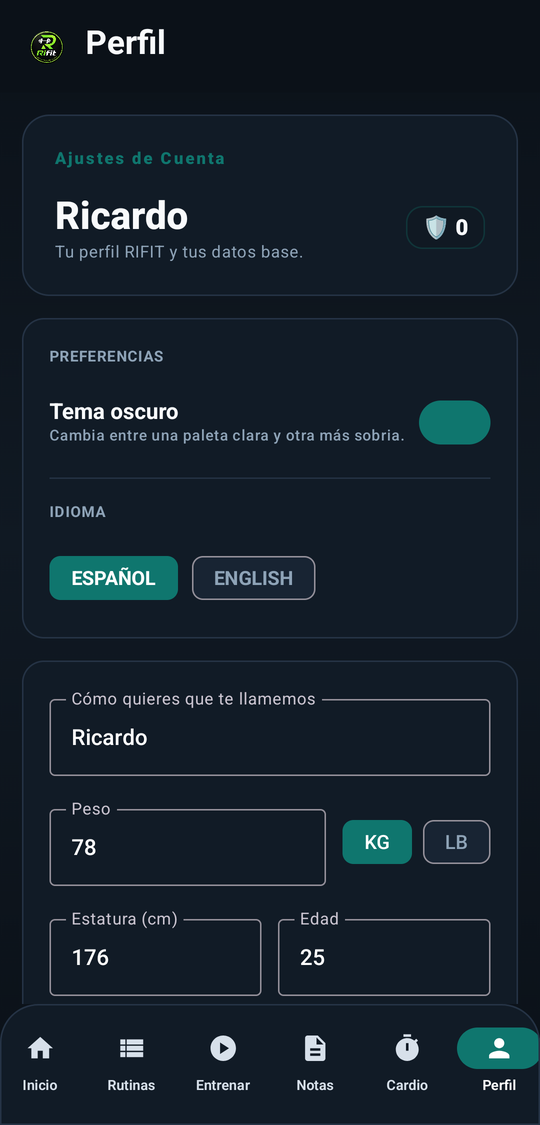 Rifit
Perfil
Ajustes de Cuenta
Ricardo
🛡️ 0
Tu perfil RIFIT y tus datos base.
PREFERENCIAS
Tema oscuro
Cambia entre una paleta clara y otra más sobria.
IDIOMA
ESPAÑOL ENGLISH
Cómo quieres que te llamemos
Ricardo
Peso
78
KG LB
Estatura (cm) Edad
176 25
Inicio Rutinas Entrenar Notas Cardio Perfil